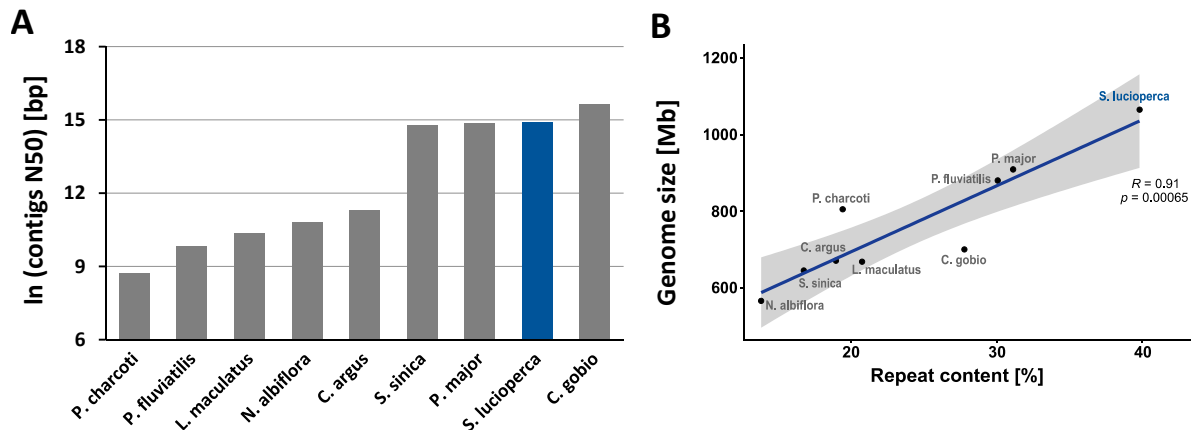 A
ln (contigs N50) [bp]
18
15
12
9
6
P. charcoti
P. fluviatilis
L. maculatus
N. albiflora
C. argus
S. sinica
P. major
S. lucioperca
C. gobio
B
Genome size [Mb]
1200
1000
800
600
S. lucioperca
P. major
P. fluviatilis
R = 0.91
p = 0.00065
P. charcoti
C. argus
C. gobio
L. maculatus
S. sinica
N. albiflora
20
30
40
Repeat content [%]